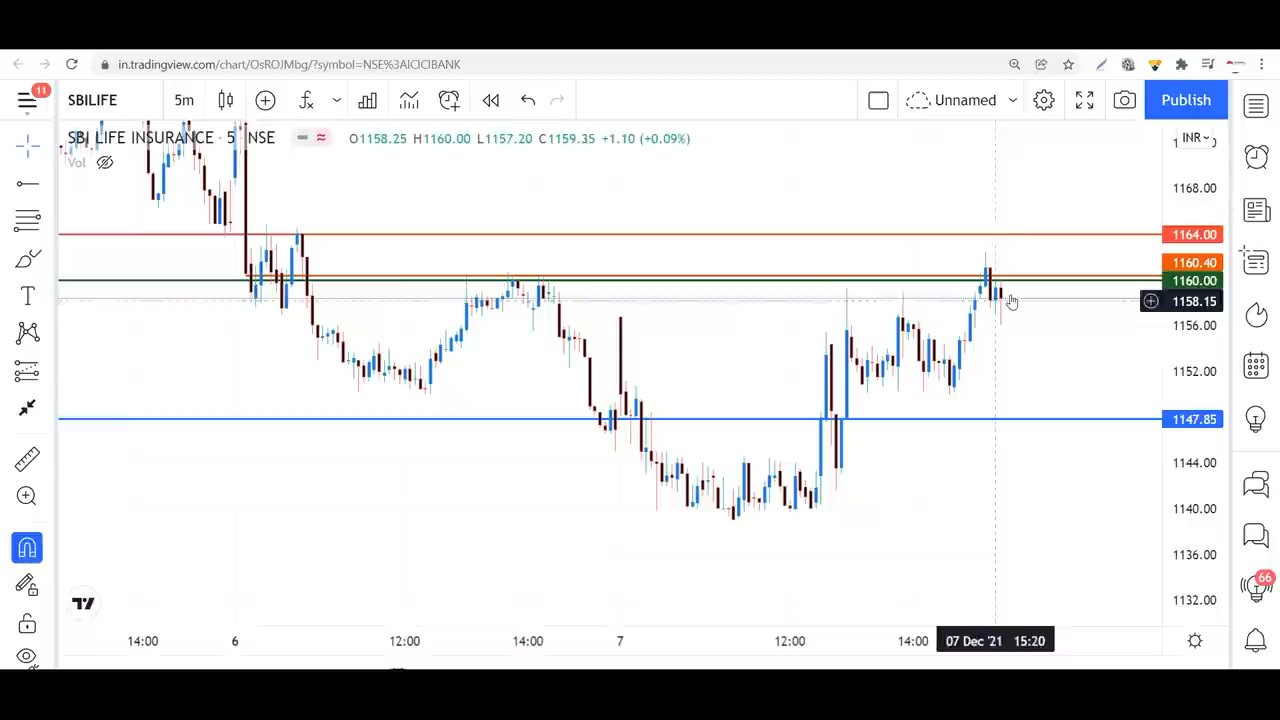 in.tradingview.com/chart/OsROJMbg/?symbol=NSE%3AICICIBANK
11
SBILIFE 5m Unnamed Publish
SBI LIFE INSURANCE · 5 · NSE O1158.25 H1160.00 L1157.20 C1159.35 +1.10 (+0.09%)
INR
Vol
1168.00
1164.00
1160.40
1160.00
1158.15
1156.00
1152.00
1147.85
1144.00
1140.00
1136.00
1132.00
66
14:00 6 12:00 14:00 7 12:00 14:00 07 Dec '21 15:20